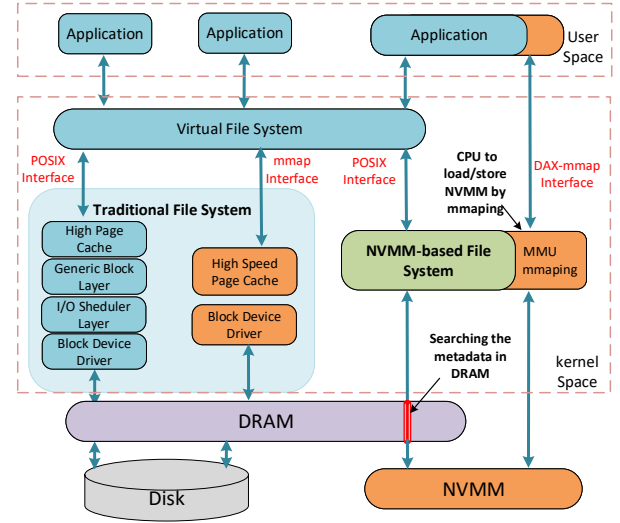 Application
Application
Application
User
Space
Virtual File System
POSIX
Interface
mmap
Interface
POSIX
Interface
CPU to
load/store
NVMM by
mmaping
DAX-mmap
Interface
Traditional File System
High Page
Cache
Generic Block
Layer
I/O Sheduler
Layer
Block Device
Driver
High Speed
Page Cache
Block Device
Driver
NVMM-based File
System
MMU
mmaping
Searching the
metadata in
DRAM
kernel
Space
DRAM
Disk
NVMM